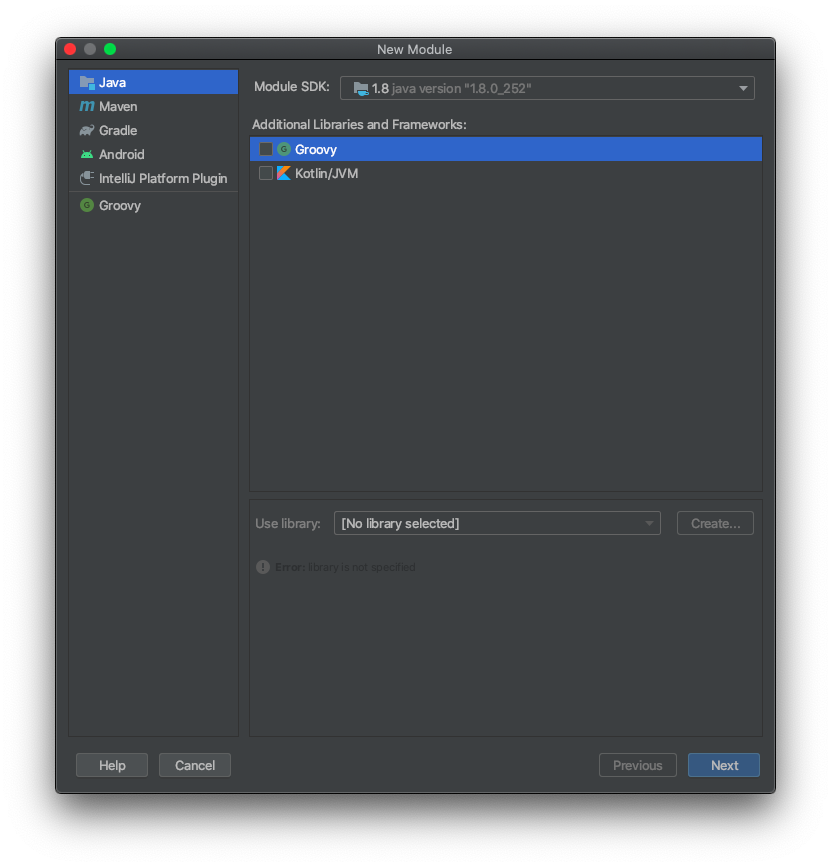 New Module
Java
Maven
Gradle
Android
IntelliJ Platform Plugin
Groovy
Module SDK: 1.8 java version "1.8.0_252"
Additional Libraries and Frameworks:
G Groovy
Kotlin/JVM
Use library: [No library selected] Create...
Error: library is not specified
Help Cancel Previous Next